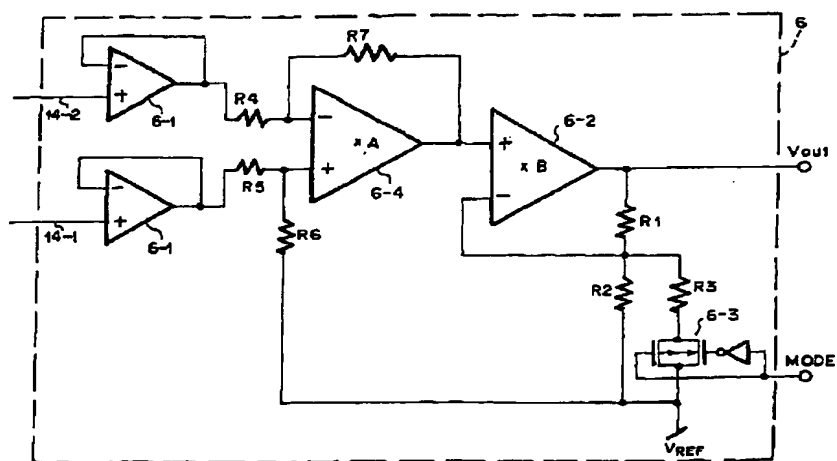 6
R7
14-2
6-1
R4
× A
6-2
× B
Vout
R5
6-4
14-1
6-1
R6
R1
R2
R3
6-3
MODE
VREF